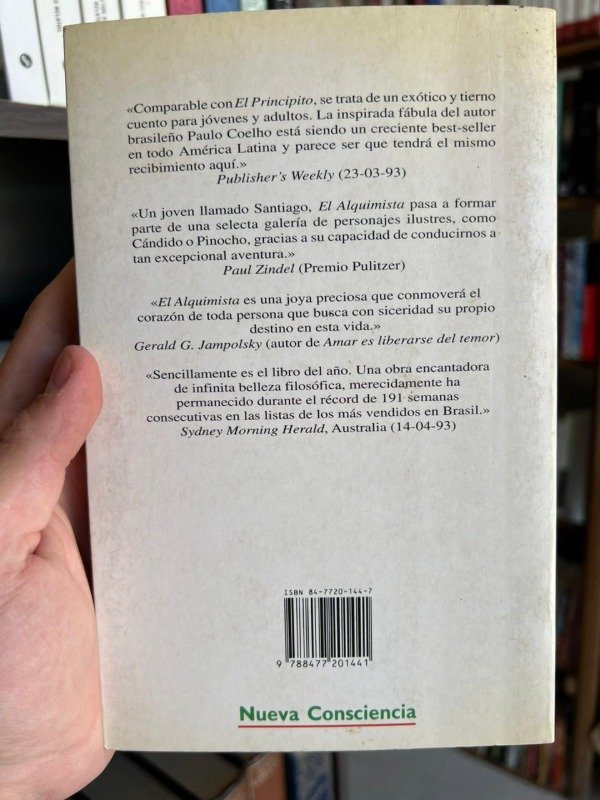 «Comparable con El Principito, se trata de un exótico y tierno
cuento para jóvenes y adultos. La inspirada fábula del autor
brasileño Paulo Coelho está siendo un creciente best-seller
en todo América Latina y parece ser que tendrá el mismo
recibimiento aquí.»
Publisher's Weekly (23-03-93)
«Un joven llamado Santiago, El Alquimista pasa a formar
parte de una selecta galería de personajes ilustres, como
Cándido o Pinocho, gracias a su capacidad de conducirnos a
tan excepcional aventura.»
Paul Zindel (Premio Pulitzer)
«El Alquimista es una joya preciosa que conmoverá el
corazón de toda persona que busca con siceridad su propio
destino en esta vida.»
Gerald G. Jampolsky (autor de Amar es liberarse del temor)
«Sencillamente es el libro del año. Una obra encantadora
de infinita belleza filosófica, merecidamente ha
permanecido durante el récord de 191 semanas
consecutivas en las listas de los más vendidos en Brasil.»
Sydney Morning Herald, Australia (14-04-93)
ISBN 84-7720-144-7
9 788477 201441
Nueva Consciencia